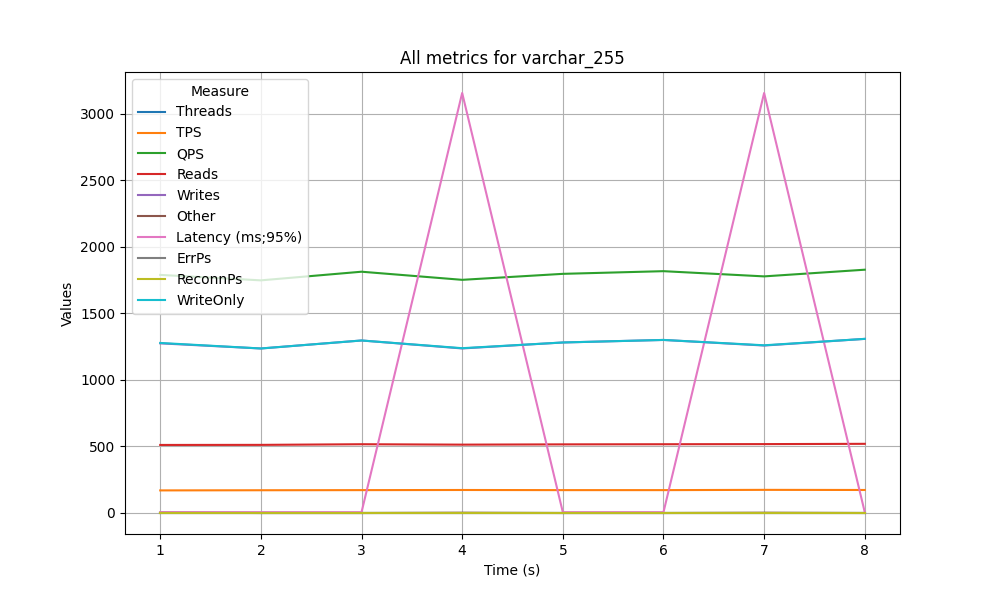 All metrics for varchar_255
Measure
Threads
TPS
QPS
Reads
Writes
Other
Latency (ms;95%)
ErrPs
ReconnPs
WriteOnly
Values
3000
2500
2000
1500
1000
500
0
1 2 3 4 5 6 7 8
Time (s)